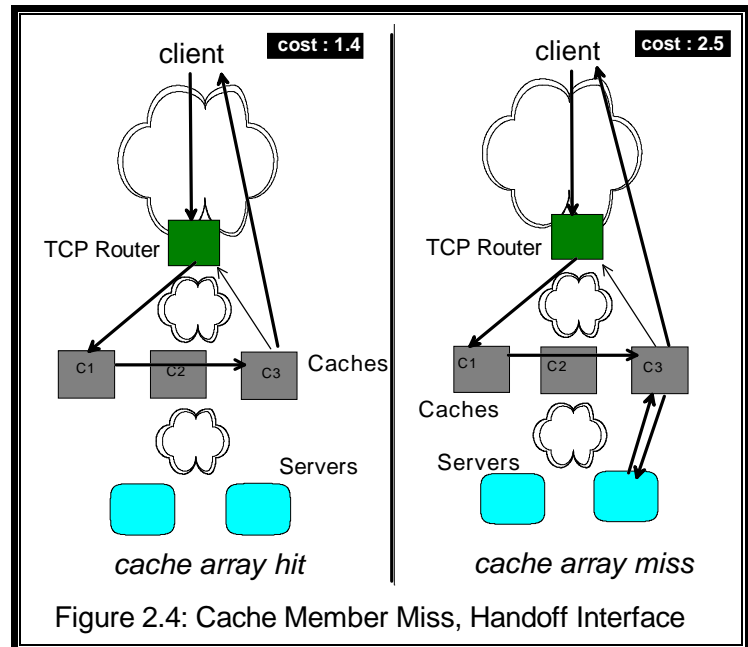 cost : 1.4
client
TCP Router
C1
C2
C3
Caches
Servers
cache array hit
cost : 2.5
client
TCP Router
C1
C2
C3
Caches
Servers
cache array miss
Figure 2.4: Cache Member Miss, Handoff Interface